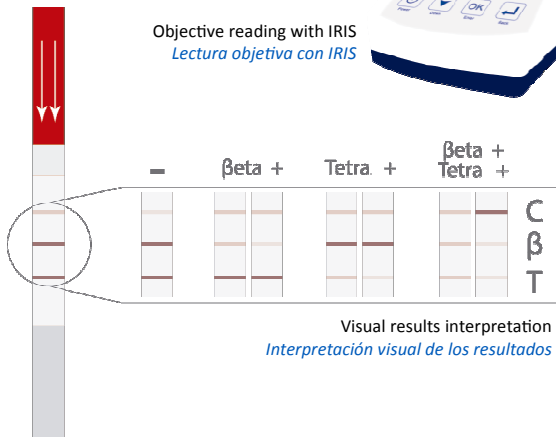 Objective reading with IRIS
Lectura objetiva con IRIS
OK
– βeta + Tetra. + βeta +
Tetra +
C
β
T
Visual results interpretation
Interpretación visual de los resultados